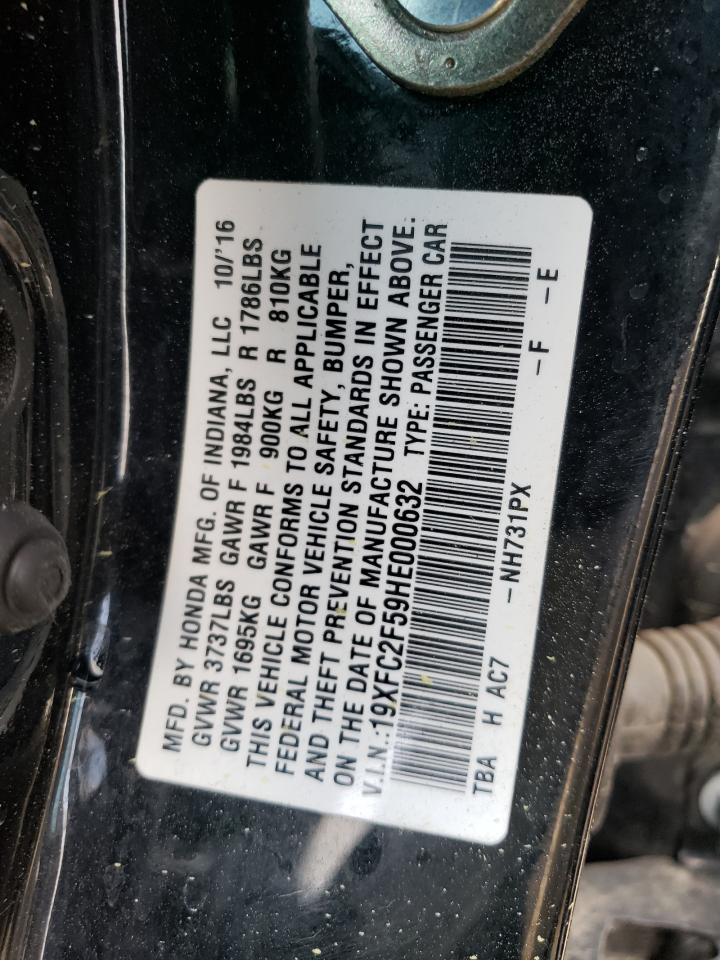 MFD. BY HONDA MFG. OF INDIANA, LLC 10/'16
GVWR 3737LBS GAWR F 1984LBS R 1786LBS
GVWR 1695KG GAWR F 900KG R 810KG
THIS VEHICLE CONFORMS TO ALL APPLICABLE
FEDERAL MOTOR VEHICLE SAFETY, BUMPER,
AND THEFT PREVENTION STANDARDS IN EFFECT
ON THE DATE OF MANUFACTURE SHOWN ABOVE.
V.I.N.:19XFC2F59HE000632 TYPE: PASSENGER CAR
TBA H AC7 -NH731PX -F -E